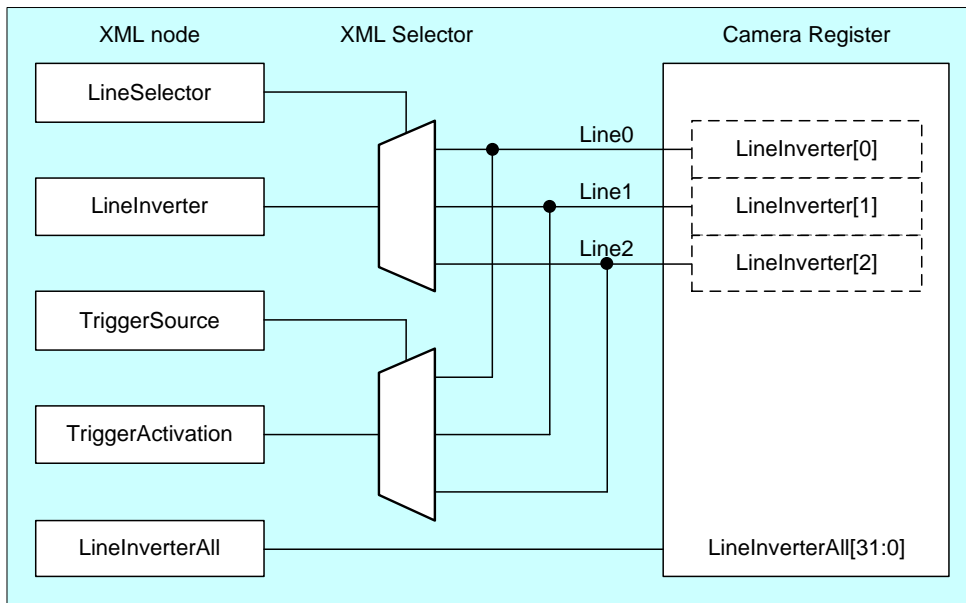 XML node
XML Selector
Camera Register
LineSelector
Line0
LineInverter[0]
LineInverter
Line1
LineInverter[1]
Line2
LineInverter[2]
TriggerSource
TriggerActivation
LineInverterAll
LineInverterAll[31:0]